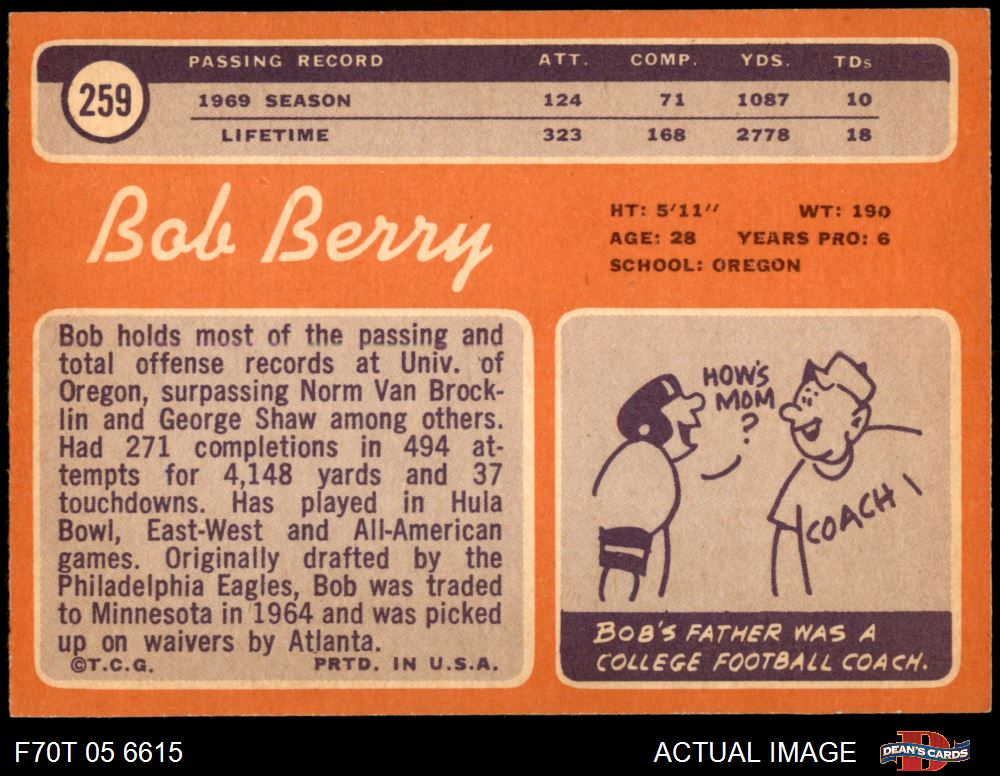 259
PASSING RECORD ATT. COMP. YDS. TDs
1969 SEASON 124 71 1087 10
LIFETIME 323 168 2778 18
Bob Berry
HT: 5'11" WT: 190
AGE: 28 YEARS PRO: 6
SCHOOL: OREGON
Bob holds most of the passing and
total offense records at Univ. of
Oregon, surpassing Norm Van Brock-
lin and George Shaw among others.
Had 271 completions in 494 at-
tempts for 4,148 yards and 37
touchdowns. Has played in Hula
Bowl, East-West and All-American
games. Originally drafted by the
Philadelphia Eagles, Bob was traded
to Minnesota in 1964 and was picked
up on waivers by Atlanta.
©T.C.G. PRTD. IN U.S.A.
HOW'S
MOM
?
COACH
BOB'S FATHER WAS A
COLLEGE FOOTBALL COACH.
F70T 05 6615 ACTUAL IMAGE DEAN'S CARDS